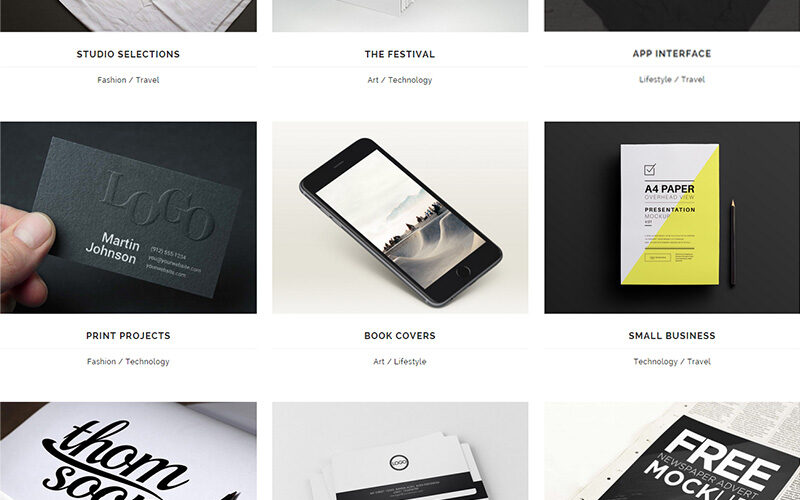 STUDIO SELECTIONS
Fashion / Travel
THE FESTIVAL
Art / Technology
APP INTERFACE
Lifestyle / Travel
LOGO
Martin
Johnson
(912) 555-1234
you@yourwebsite.com
yourwebsite.com
A4 PAPER
OVERHEAD VIEW
PRESENTATION
MOCKUP
PRINT PROJECTS
Fashion / Technology
BOOK COVERS
Art / Lifestyle
SMALL BUSINESS
Technology / Travel
thom
LOGO
FREE
NEWSPAPER ADVERT
MOCK